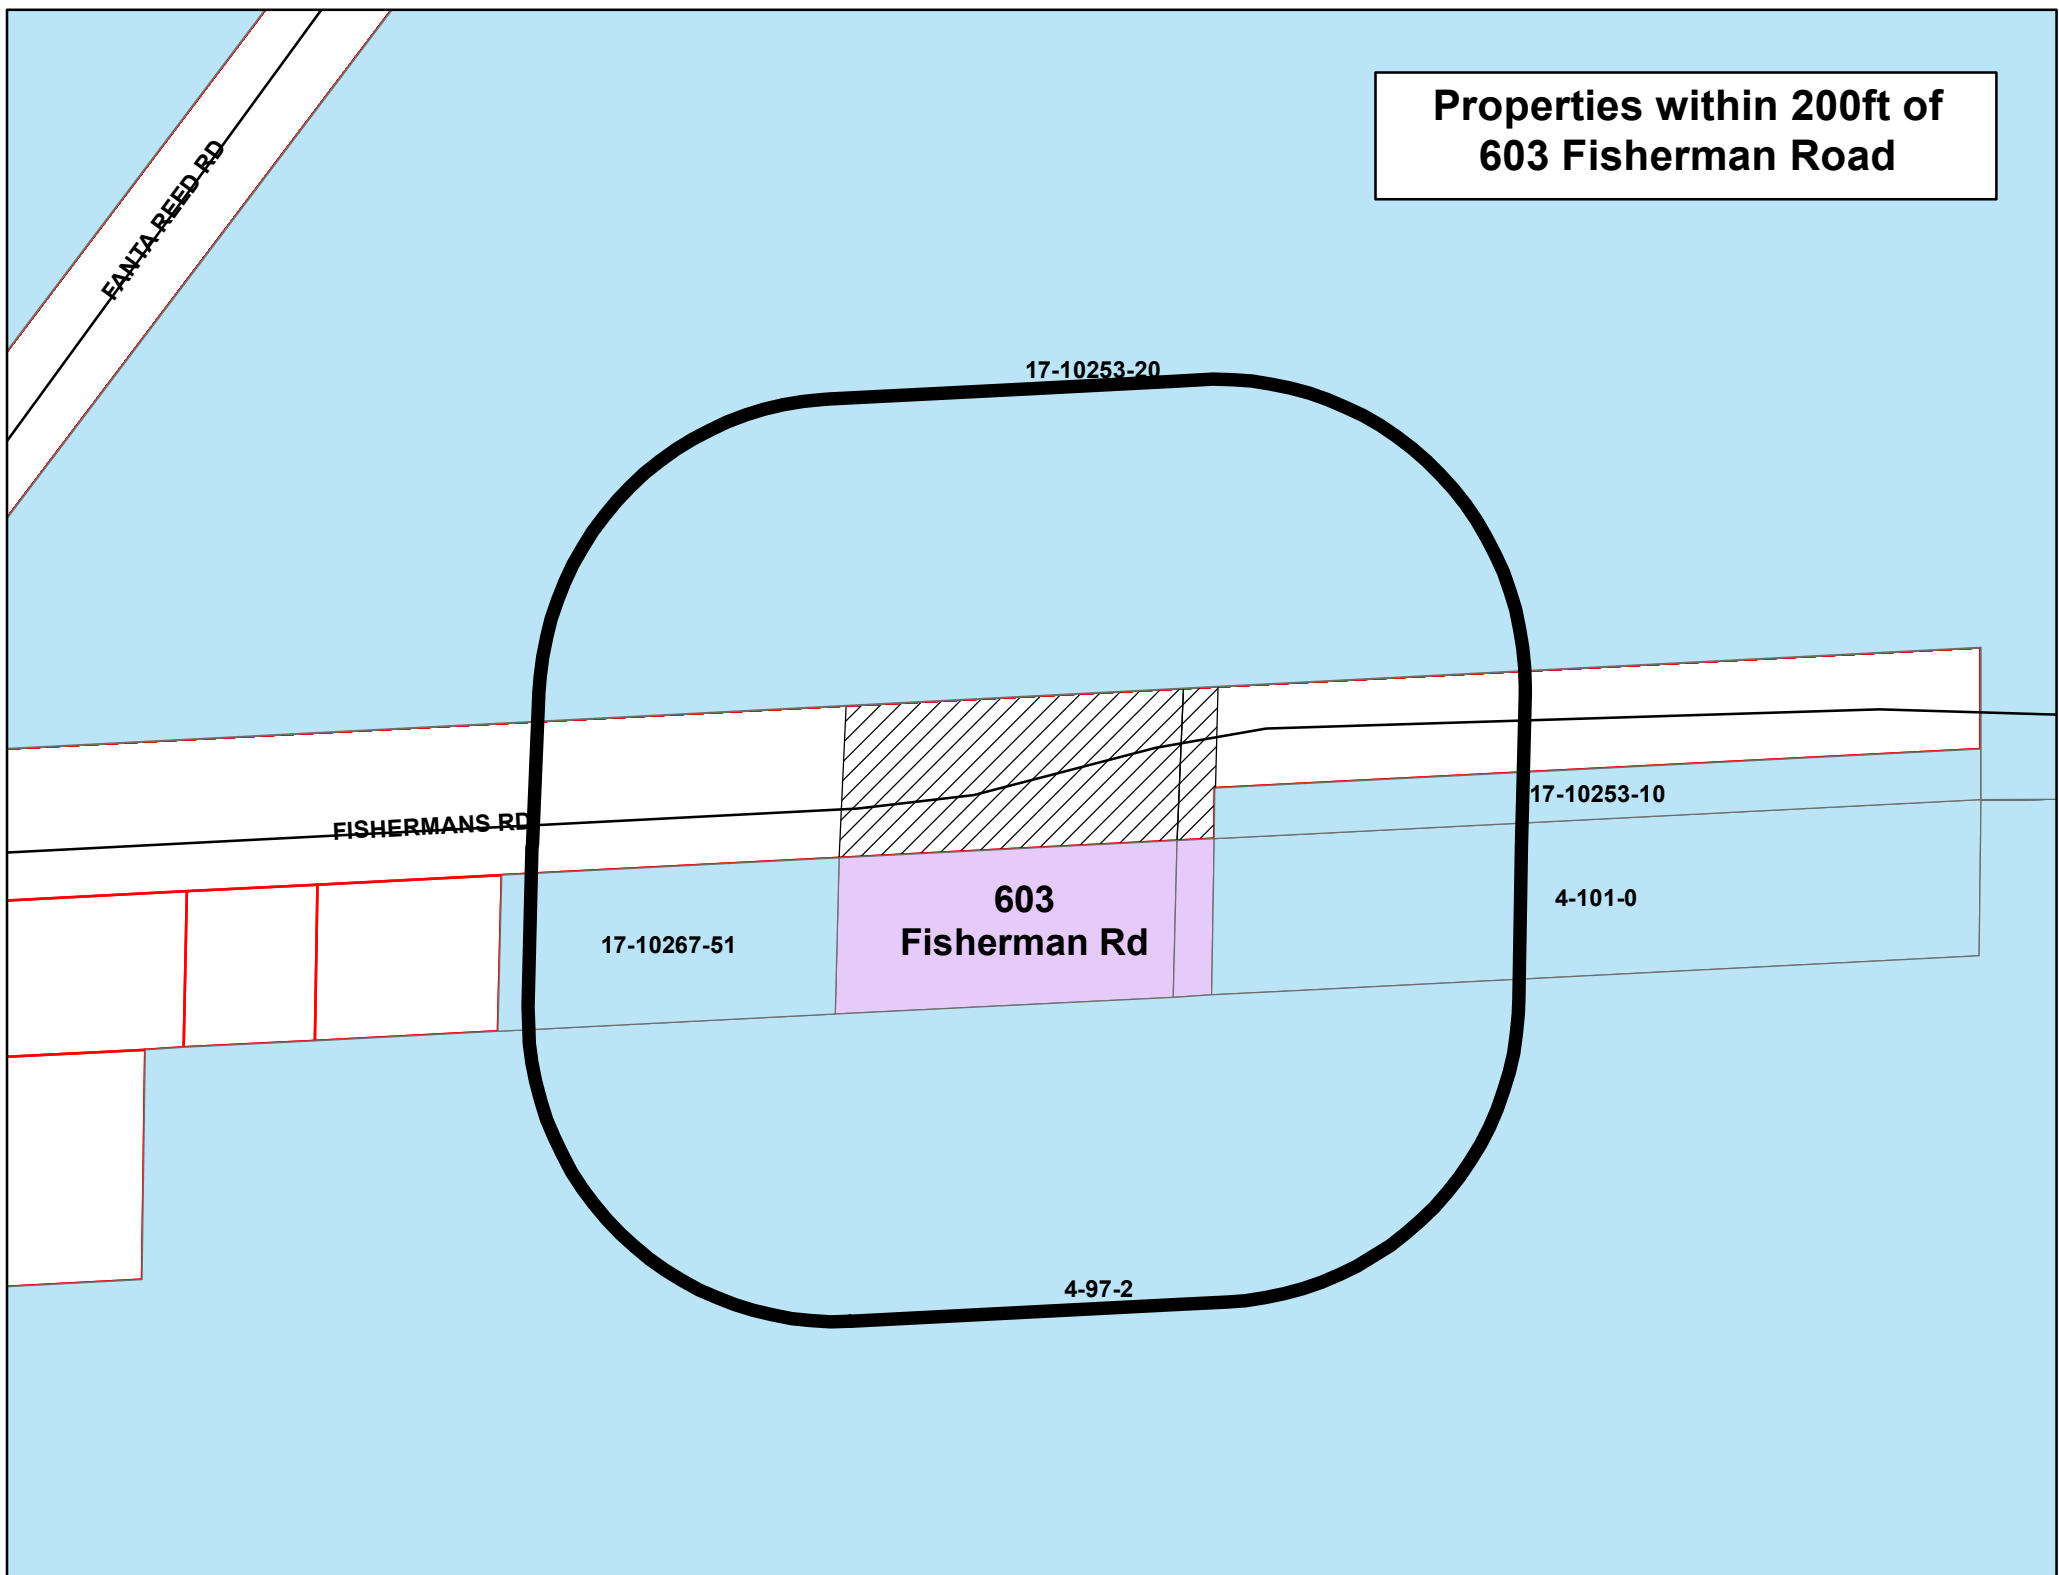 Properties within 200ft of
603 Fisherman Road
FANTA REED RD
17-10253-20
17-10253-10
FISHERMANS RD
603
Fisherman Rd
4-101-0
17-10267-51
4-97-2